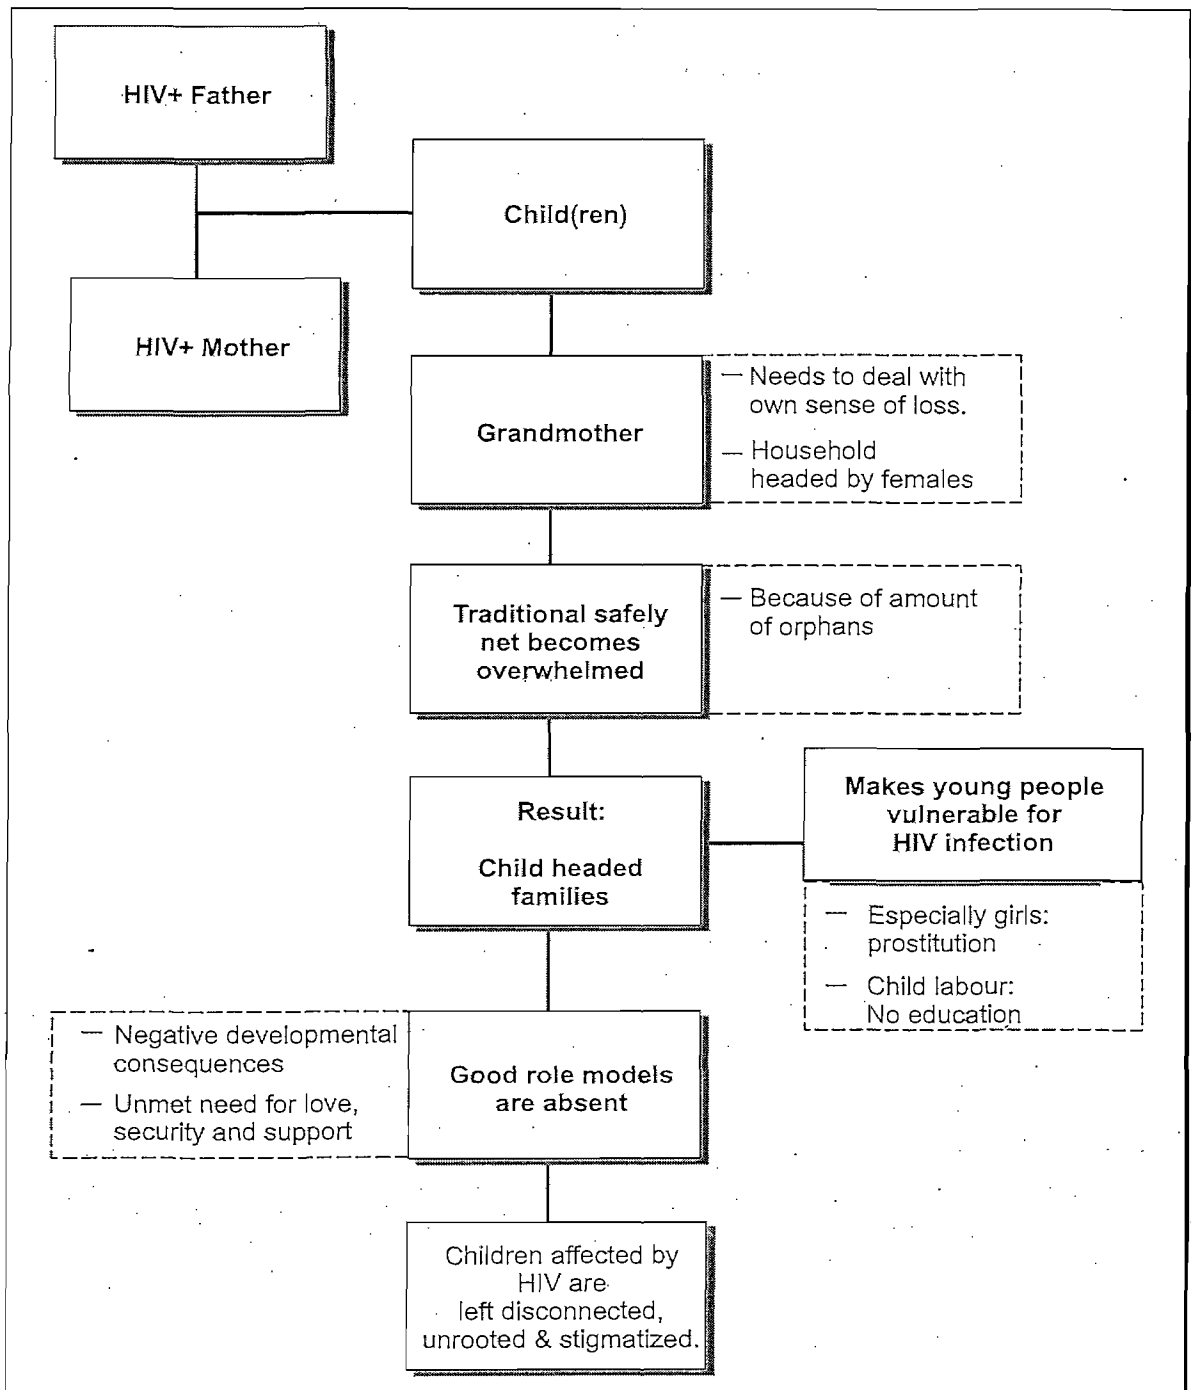 HIV+ Father
Child(ren)
HIV+ Mother
Grandmother
— Needs to deal with
own sense of loss.
— Household
headed by females
Traditional safely
net becomes
overwhelmed
— Because of amount
of orphans
Result:
Child headed
families
Makes young people
vulnerable for
HIV infection
— Especially girls:
prostitution
— Child labour:
No education
— Negative developmental
consequences
— Unmet need for love,
security and support
Good role models
are absent
Children affected by
HIV are
left disconnected,
unrooted & stigmatized.